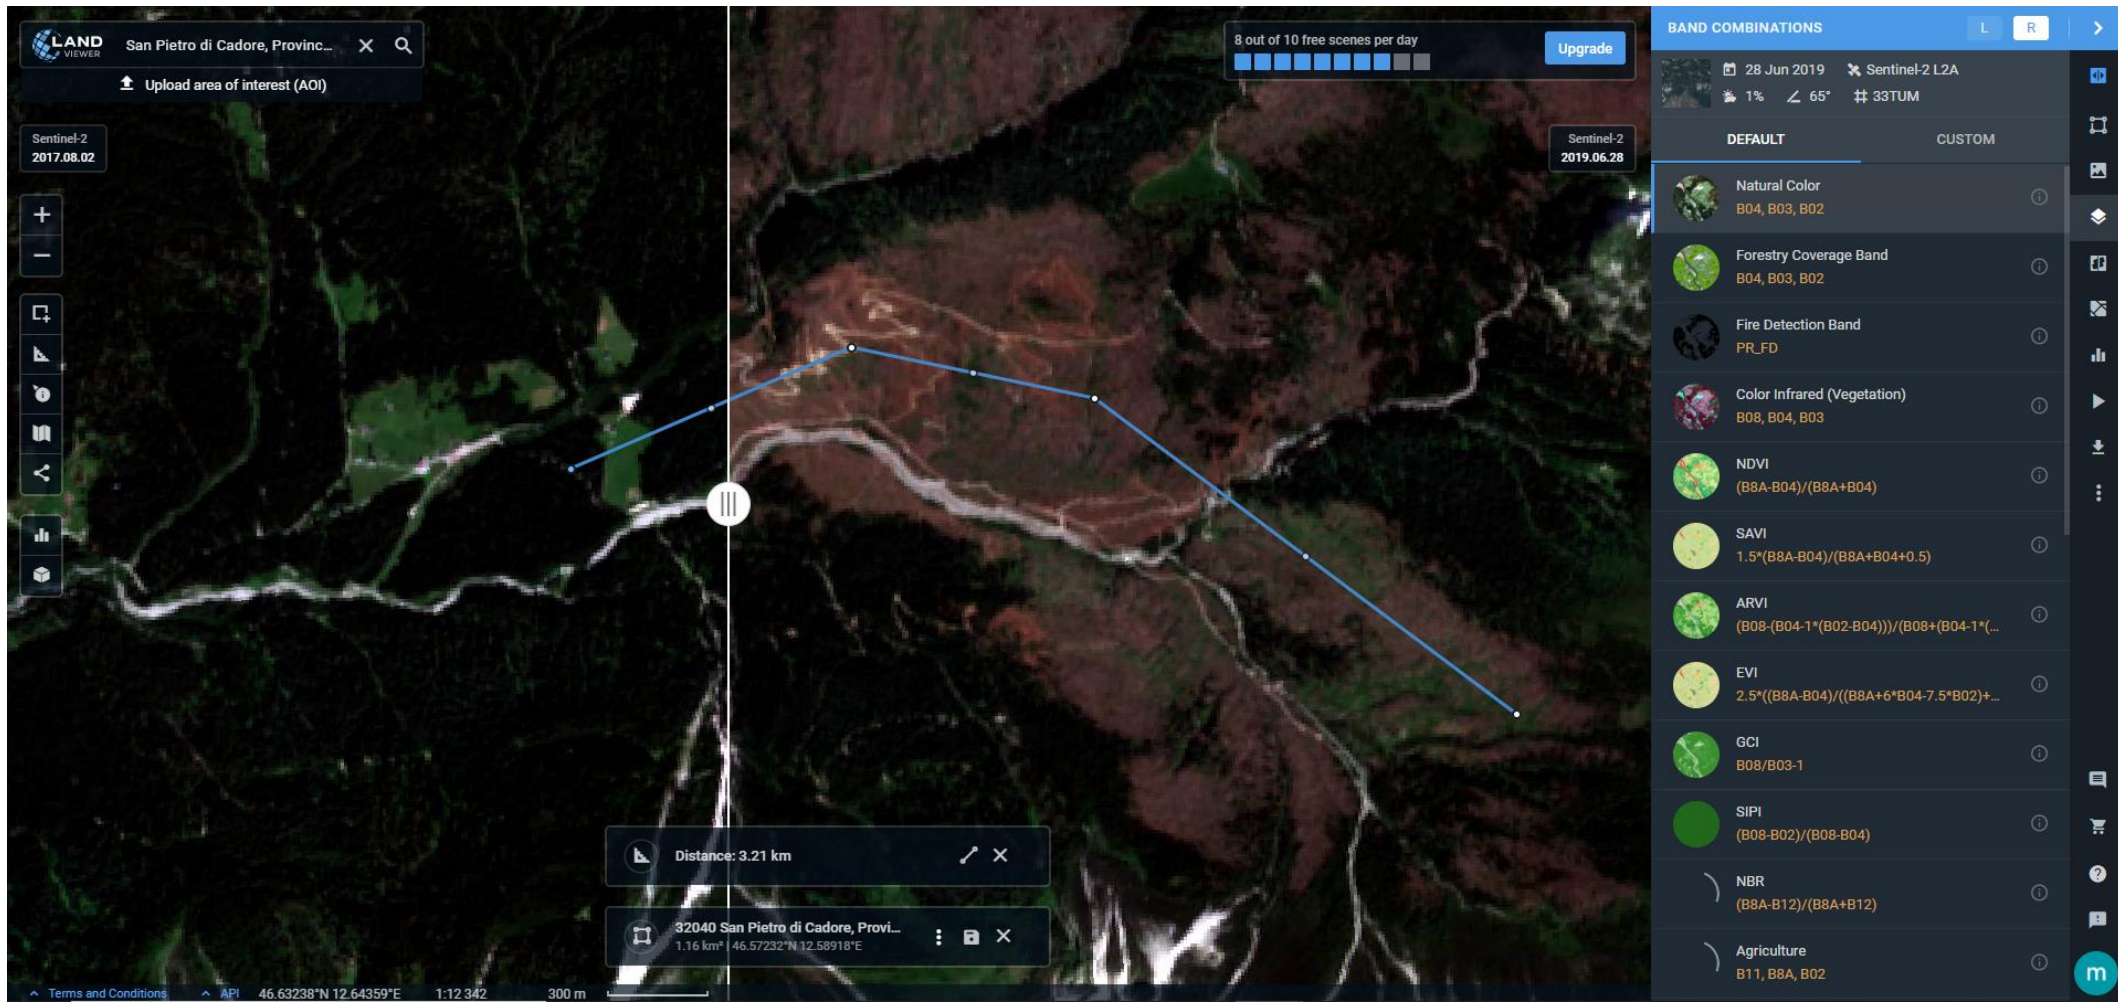 LAND
VIEWER
San Pietro di Cadore, Provinc...
Upload area of interest (AOI)
Sentinel-2
2017.08.02
8 out of 10 free scenes per day
Upgrade
Sentinel-2
2019.06.28
Distance: 3.21 km
32040 San Pietro di Cadore, Provi...
1.16 km² | 46.57232°N 12.58918°E
Terms and Conditions
API
46.63238°N 12.64359°E
1:12 342
300 m
BAND COMBINATIONS
L
R
28 Jun 2019
Sentinel-2 L2A
1%
65°
33TUM
DEFAULT
CUSTOM
Natural Color
B04, B03, B02
Forestry Coverage Band
B04, B03, B02
Fire Detection Band
PR_FD
Color Infrared (Vegetation)
B08, B04, B03
NDVI
(B8A-B04)/(B8A+B04)
SAVI
1.5*(B8A-B04)/(B8A+B04+0.5)
ARVI
(B08-(B04-1*(B02-B04)))/(B08+(B04-1*(...
EVI
2.5*((B8A-B04)/((B8A+6*B04-7.5*B02)+...
GCI
B08/B03-1
SIPI
(B08-B02)/(B08-B04)
NBR
(B8A-B12)/(B8A+B12)
Agriculture
B11, B8A, B02
m